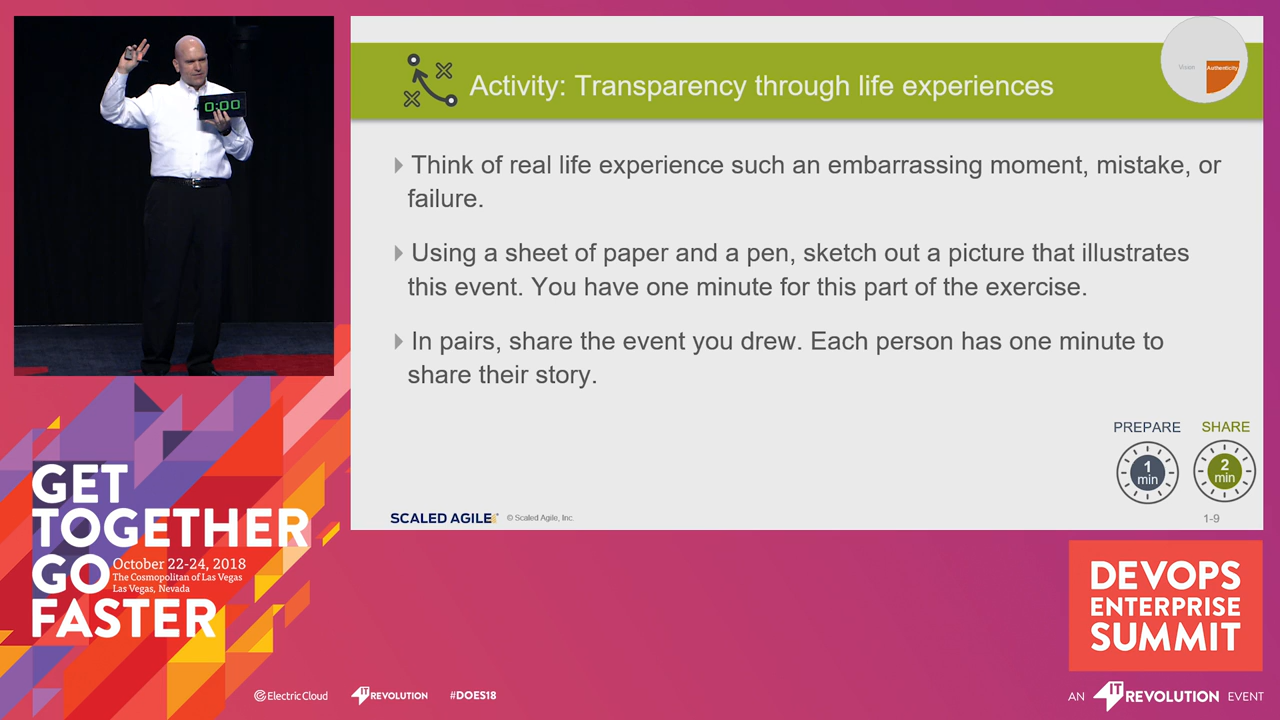 0:00
Activity: Transparency through life experiences
Vision
Authenticity
Think of real life experience such an embarrassing moment, mistake, or
failure.
Using a sheet of paper and a pen, sketch out a picture that illustrates
this event. You have one minute for this part of the exercise.
In pairs, share the event you drew. Each person has one minute to
share their story.
PREPARE
SHARE
1
min
2
min
SCALED AGILE
© Scaled Agile, Inc.
1-9
GET
TOGETHER
GO
October 22-24, 2018
The Cosmopolitan of Las Vegas
Las Vegas, Nevada
FASTER
DEVOPS
ENTERPRISE
SUMMIT
Electric Cloud
IT REVOLUTION
#DOES18
AN IT REVOLUTION EVENT